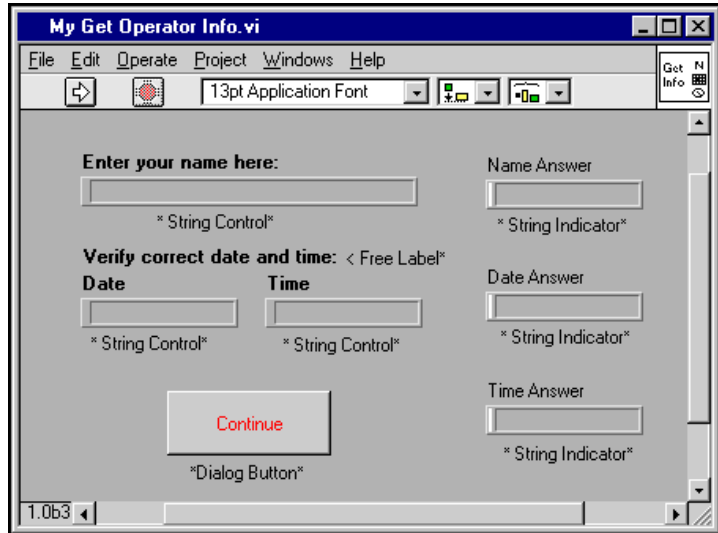 My Get Operator Info.vi
File Edit Operate Project Windows Help
13pt Application Font
Get N
Info
Enter your name here:
* String Control*
Name Answer
* String Indicator*
Verify correct date and time: < Free Label*
Date Time
* String Control* * String Control*
Date Answer
* String Indicator*
Continue
*Dialog Button*
Time Answer
* String Indicator*
1.0b3